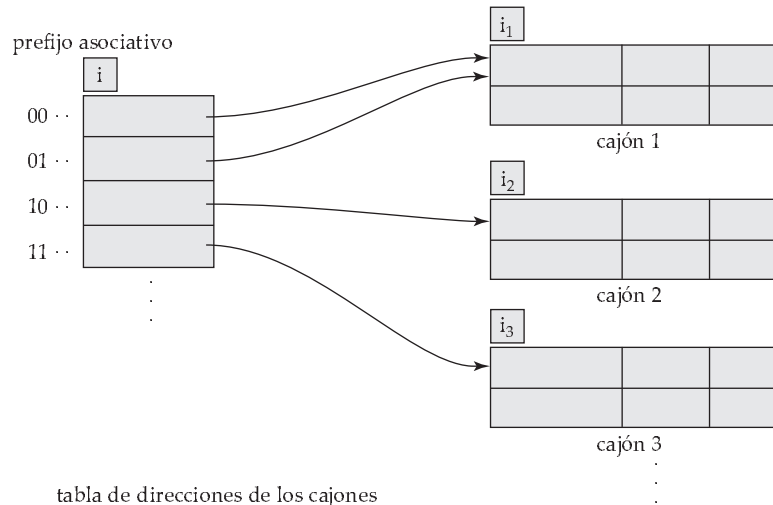 prefijo asociativo
i
00 · ·
01 · ·
10 · ·
11 · ·
i₁
cajón 1
i₂
cajón 2
i₃
cajón 3
tabla de direcciones de los cajones